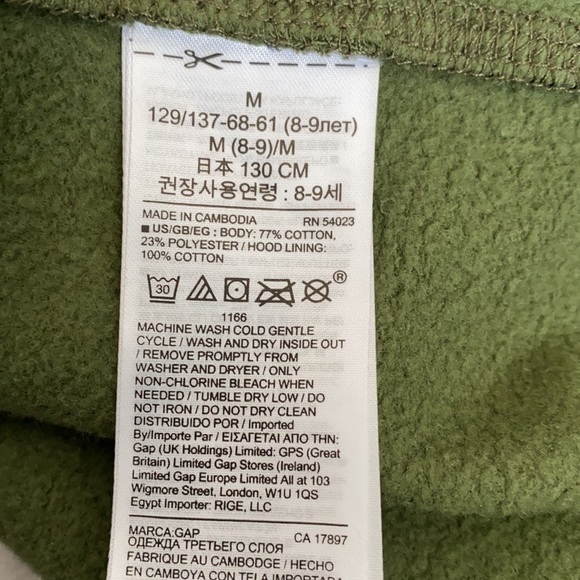 M
129/137-68-61 (8-9лет)
M (8-9)/M
日本 130 CM
권장사용연령 : 8-9세
MADE IN CAMBODIA RN 54023
■ US/GB/EG : BODY: 77% COTTON,
23% POLYESTER / HOOD LINING:
100% COTTON
30
®
1166
MACHINE WASH COLD GENTLE
CYCLE / WASH AND DRY INSIDE OUT
/ REMOVE PROMPTLY FROM
WASHER AND DRYER / ONLY
NON-CHLORINE BLEACH WHEN
NEEDED / TUMBLE DRY LOW / DO
NOT IRON / DO NOT DRY CLEAN
DISTRIBUIDO POR / Imported
By/Importe Par / ΕΙΣΑΓΕΤΑΙ ΑΠΟ ΤΗΝ:
Gap (UK Holdings) Limited: GPS (Great
Britain) Limited Gap Stores (Ireland)
Limited Gap Europe Limited All at 103
Wigmore Street, London, W1U 1QS
Egypt Importer: RIGE, LLC
MARCA:GAP CA 17897
ОДЕЖДА ТРЕТЬЕГО СЛОЯ
FABRIQUE AU CAMBODGE / HECHO
EN CAMBOYA CON TELA IMPORTADA